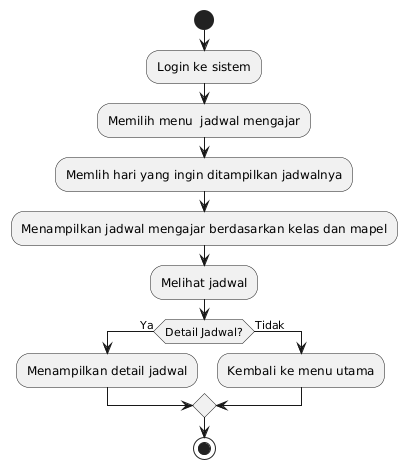 Login ke sistem
Memilih menu  jadwal mengajar
Memlih hari yang ingin ditampilkan jadwalnya
Menampilkan jadwal mengajar berdasarkan kelas dan mapel
Melihat jadwal
Ya
Detail Jadwal?
Tidak
Menampilkan detail jadwal
Kembali ke menu utama